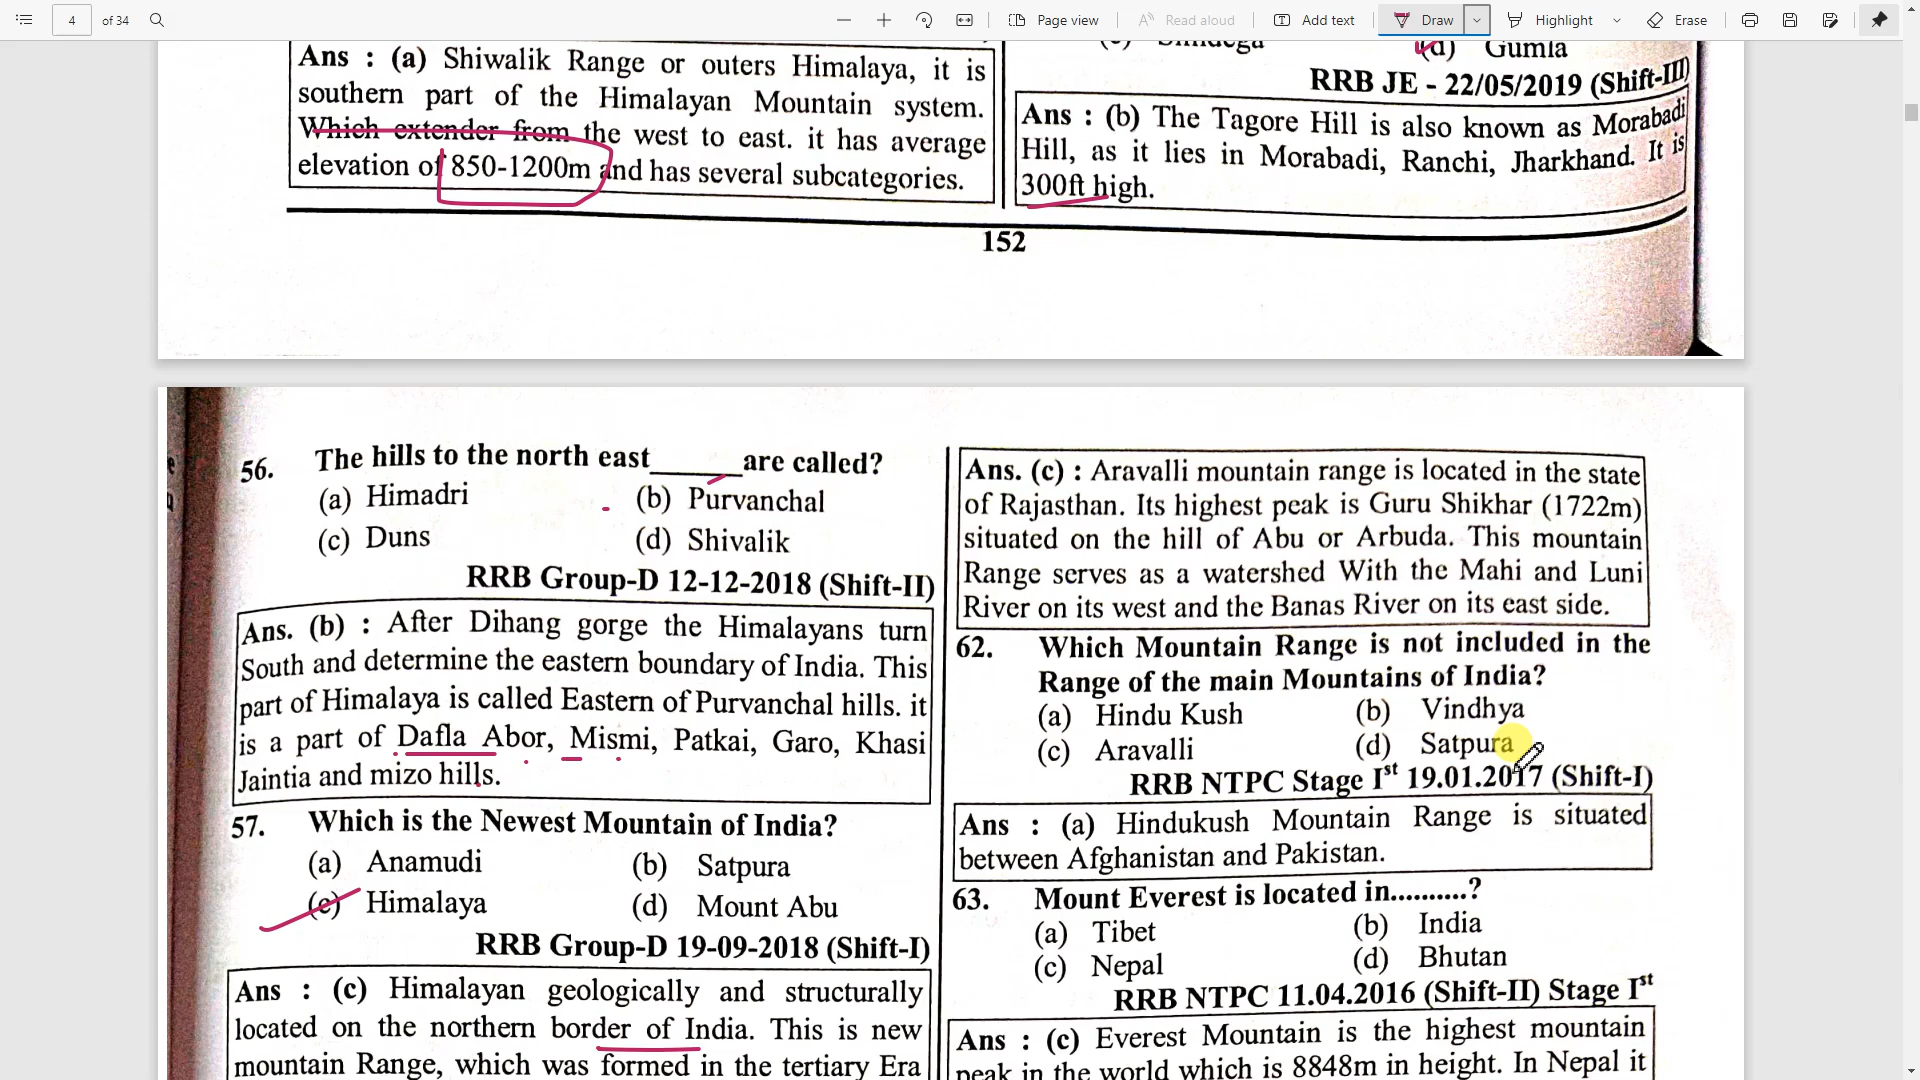 4 of 34 Page view Read aloud Add text Draw Highlight Erase
Ans : (a) Shiwalik Range or outers Himalaya, it is
southern part of the Himalayan Mountain system.
Which extender from the west to east. it has average
elevation of 850-1200m and has several subcategories.
(d) Gumla
RRB JE - 22/05/2019 (Shift-III)
Ans : (b) The Tagore Hill is also known as Morabadi
Hill, as it lies in Morabadi, Ranchi, Jharkhand. It is
300ft high.
152
56. The hills to the north east______are called?
(a) Himadri (b) Purvanchal
(c) Duns (d) Shivalik
RRB Group-D 12-12-2018 (Shift-II)
Ans. (b) : After Dihang gorge the Himalayans turn
South and determine the eastern boundary of India. This
part of Himalaya is called Eastern of Purvanchal hills. it
is a part of Dafla Abor, Mismi, Patkai, Garo, Khasi
Jaintia and mizo hills.
57. Which is the Newest Mountain of India?
(a) Anamudi (b) Satpura
(c) Himalaya (d) Mount Abu
RRB Group-D 19-09-2018 (Shift-I)
Ans : (c) Himalayan geologically and structurally
located on the northern border of India. This is new
mountain Range, which was formed in the tertiary Era
Ans. (c) : Aravalli mountain range is located in the state
of Rajasthan. Its highest peak is Guru Shikhar (1722m)
situated on the hill of Abu or Arbuda. This mountain
Range serves as a watershed With the Mahi and Luni
River on its west and the Banas River on its east side.
62. Which Mountain Range is not included in the
Range of the main Mountains of India?
(a) Hindu Kush (b) Vindhya
(c) Aravalli (d) Satpura
RRB NTPC Stage Ist 19.01.2017 (Shift-I)
Ans : (a) Hindukush Mountain Range is situated
between Afghanistan and Pakistan.
63. Mount Everest is located in..........?
(a) Tibet (b) India
(c) Nepal (d) Bhutan
RRB NTPC 11.04.2016 (Shift-II) Stage Ist
Ans : (c) Everest Mountain is the highest mountain
peak in the world which is 8848m in height. In Nepal it